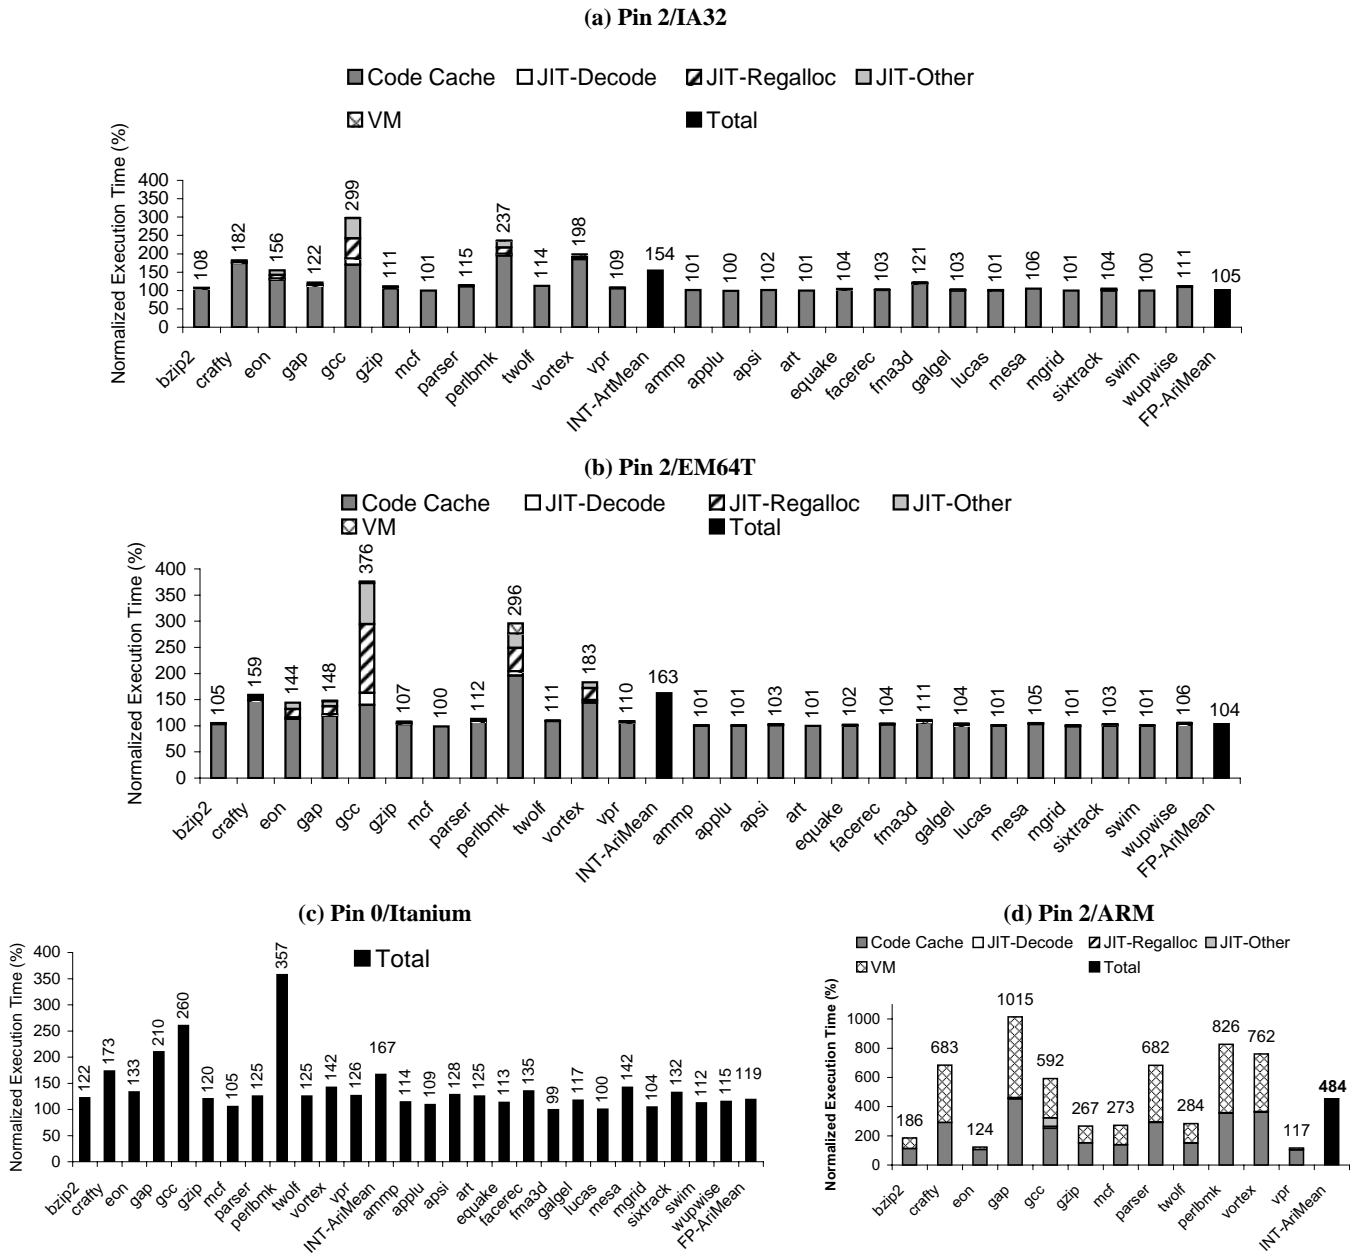 (a) Pin 2/IA32
Code Cache JIT-Decode JIT-Regalloc JIT-Other
VM Total
Normalized Execution Time (%)
400
350
300
250
200
150
100
50
0
108 182 156 122 299 111 101 115 237 114 198 109 154 101 100 102 101 104 103 121 103 101 106 101 104 100 111 105
bzip2 crafty eon gap gcc gzip mcf parser perlbmk twolf vortex vpr INT-ArtMean ammp applu apsi art equake facerec fma3d galgel lucas mesa mgrid sixtrack swim wupwise FP-AriMean
(b) Pin 2/EM64T
Code Cache JIT-Decode JIT-Regalloc JIT-Other
VM Total
Normalized Execution Time (%)
400
350
300
250
200
150
100
50
0
105 159 144 148 376 107 100 112 296 111 183 110 163 101 101 103 101 102 104 111 104 101 105 101 103 101 106 104
bzip2 crafty eon gap gcc gzip mcf parser perlbmk twolf vortex vpr INT-AriMean ammp applu apsi art equake facerec fma3d galgel lucas mesa mgrid sixtrack swim wupwise FP-AriMean
(c) Pin 0/Itanium
Total
Normalized Execution Time (%)
400
350
300
250
200
150
100
50
0
122 173 133 210 260 120 105 125 357 125 142 126 167 114 109 128 125 113 135 99 117 100 142 104 132 112 115 119
bzip2 crafty eon gap gcc gzip mcf parser perlbmk twolf vortex vpr INT-AriMean ammp applu apsi art equake facerec fma3d galgel lucas mesa mgrid sixtrack swim wupwise FP-AriMean
(d) Pin 2/ARM
Code Cache JIT-Decode JIT-Regalloc JIT-Other
VM Total
Normalized Execution Time (%)
1000
800
600
400
200
0
186 683 124 1015 592 267 273 682 284 826 762 117 484
bzip2 crafty eon gap gcc gzip mcf parser twolf perlbmk vortex vpr INT-AriMean